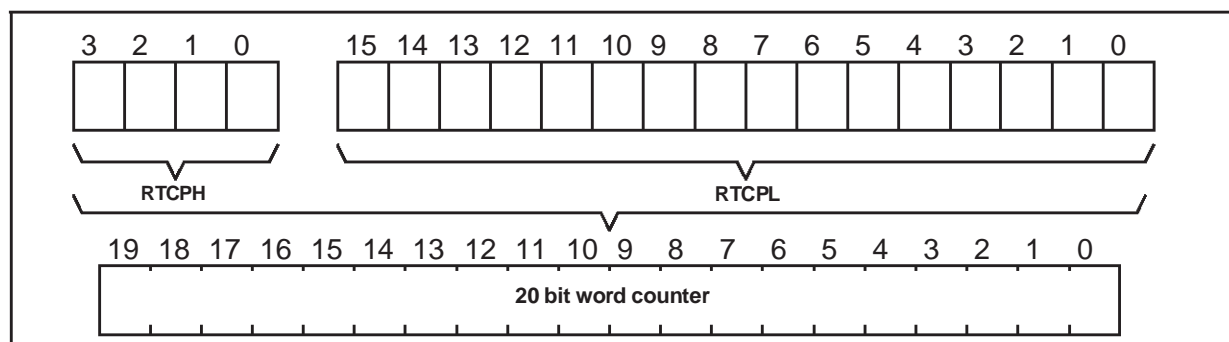 3 2 1 0 15 14 13 12 11 10 9 8 7 6 5 4 3 2 1 0
RTCPH RTCPL
19 18 17 16 15 14 13 12 11 10 9 8 7 6 5 4 3 2 1 0
20 bit word counter